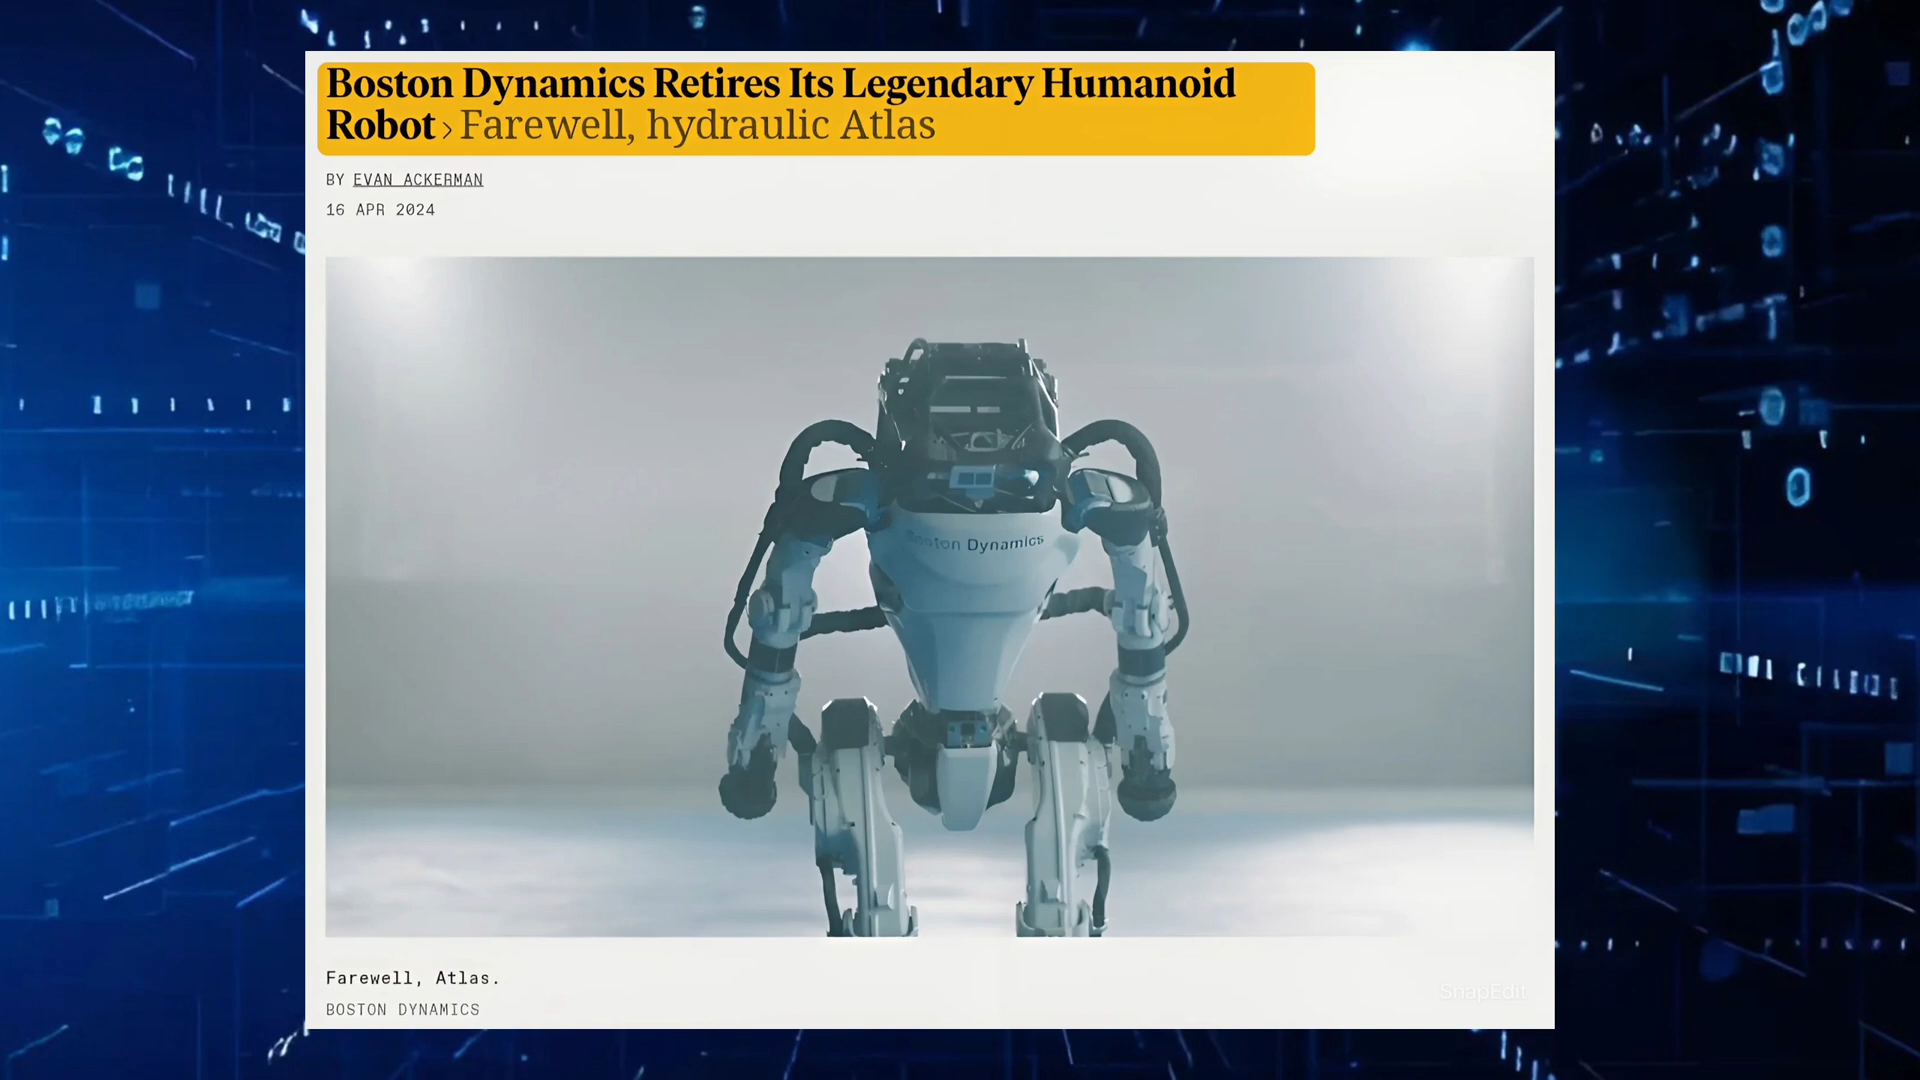 Boston Dynamics Retires Its Legendary Humanoid
Robot › Farewell, hydraulic Atlas
BY EVAN ACKERMAN
16 APR 2024
Boston Dynamics
Farewell, Atlas.
BOSTON DYNAMICS
SnapEdit